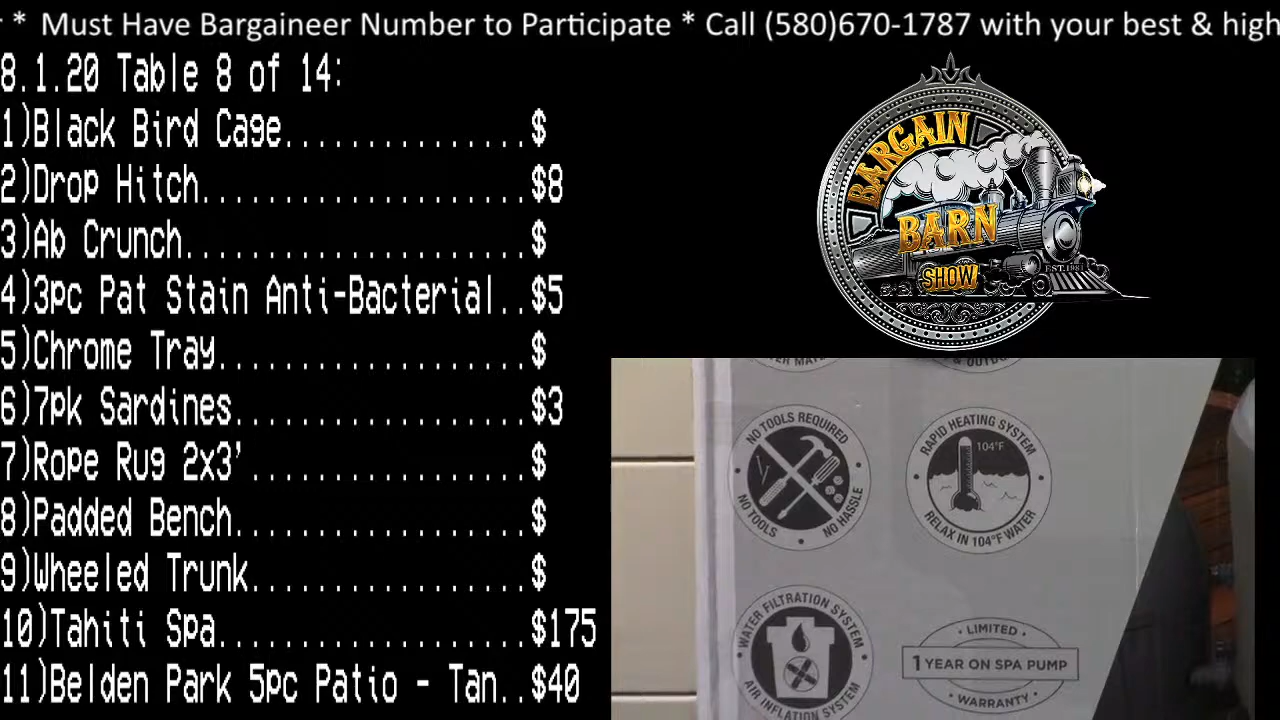 * Must Have Bargaineer Number to Participate * Call (580)670-1787 with your best & high
8.1.20 Table 8 of 14:
1)Black Bird Cage...............$
2)Drop Hitch....................$8
3)Ab Crunch.....................$
4)3pc Pat Stain Anti-Bacterial..$5
5)Chrome Tray...................$
6)7pk Sardines..................$3
7)Rope Rug 2x3'.................$
8)Padded Bench..................$
9)Wheeled Trunk.................$
10)Tahiti Spa...................$175
11)Belden Park 5pc Patio - Tan..$40
BARGAIN
BARN
SHOW
NO TOOLS REQUIRED
NO TOOLS
NO HASSLE
RAPID HEATING SYSTEM
104°F
RELAX IN 104°F WATER
WATER FILTRATION SYSTEM
AIR INFLATION SYSTEM
• LIMITED •
1 YEAR ON SPA PUMP
• WARRANTY •